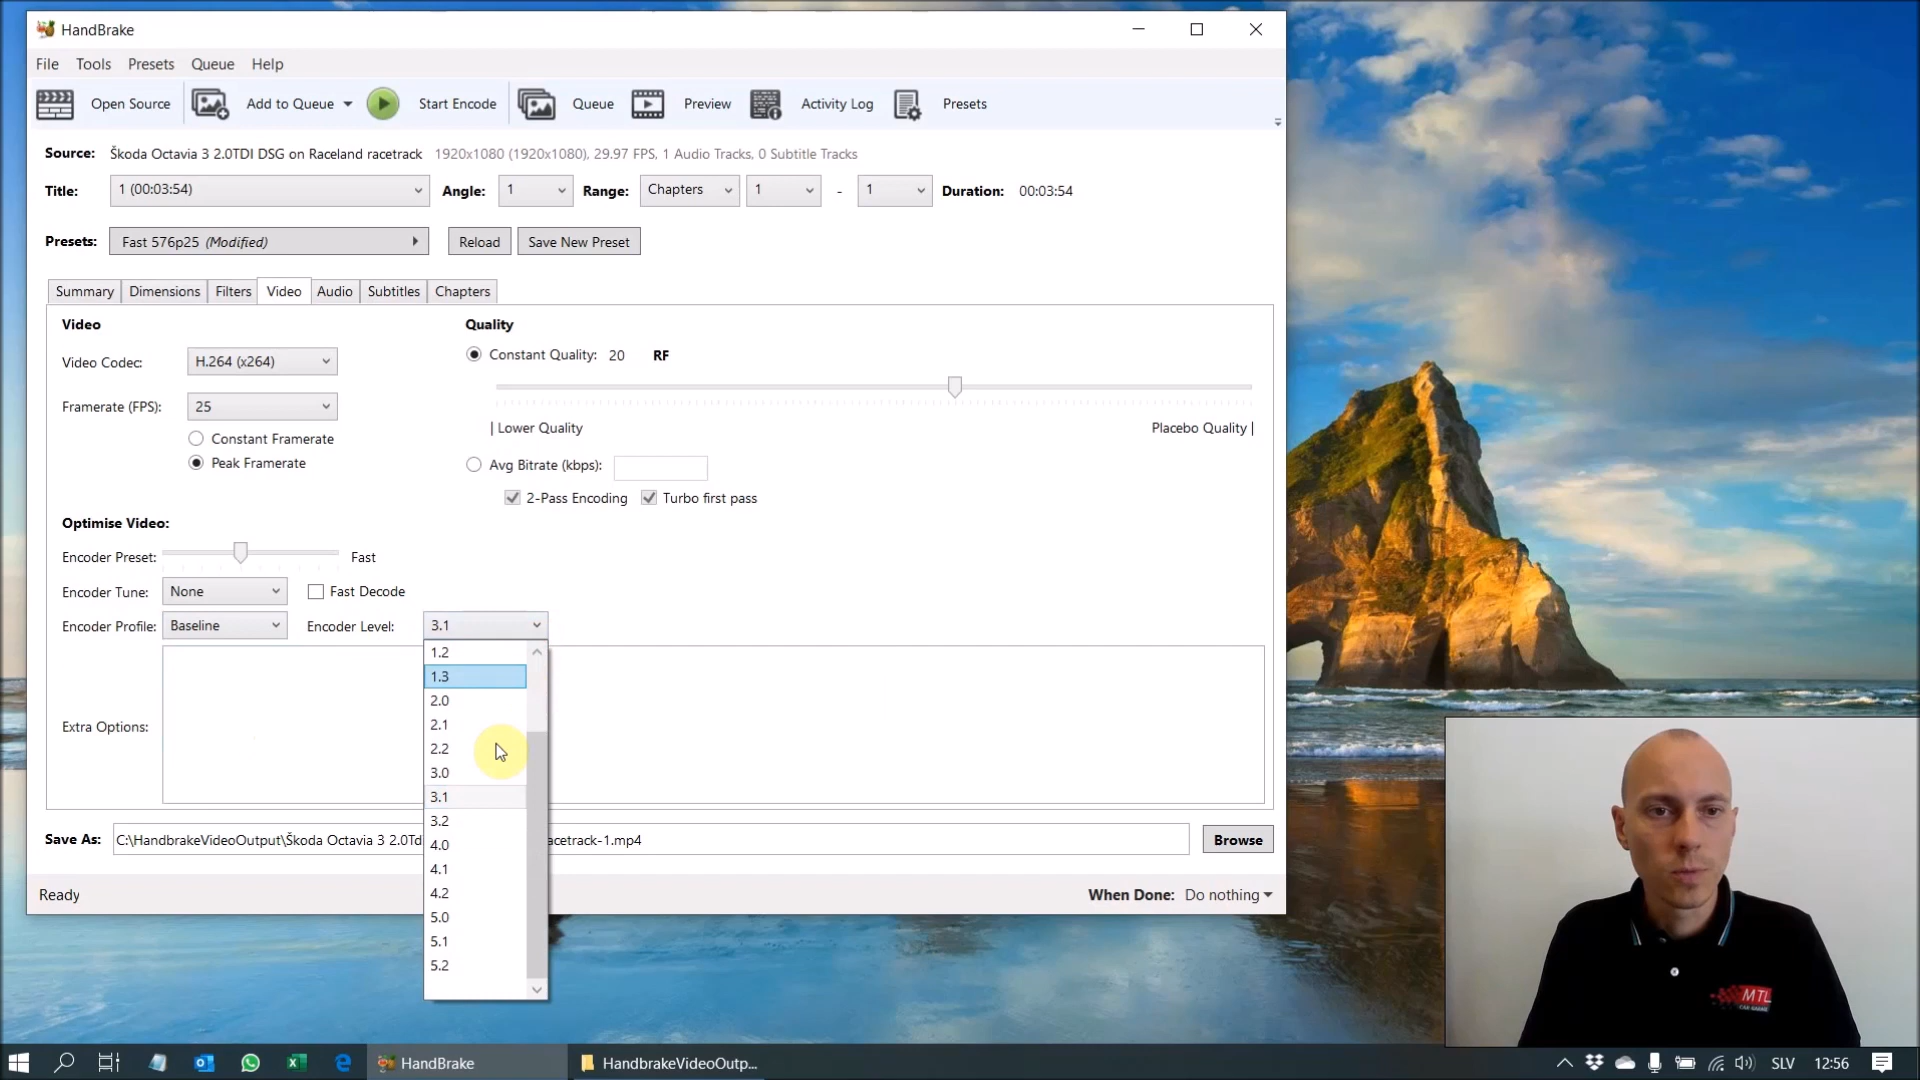 HandBrake
File Tools Presets Queue Help
Open Source Add to Queue Start Encode Queue Preview Activity Log Presets
Source: Škoda Octavia 3 2.0TDI DSG on Raceland racetrack 1920x1080 (1920x1080), 29.97 FPS, 1 Audio Tracks, 0 Subtitle Tracks
Title: 1 (00:03:54) Angle: 1 Range: Chapters 1 - 1 Duration: 00:03:54
Presets: Fast 576p25 (Modified) Reload Save New Preset
Summary Dimensions Filters Video Audio Subtitles Chapters
Video Quality
Constant Quality: 20 RF
Video Codec: H.264 (x264)
Framerate (FPS): 25
| Lower Quality Placebo Quality |
Constant Framerate
Peak Framerate Avg Bitrate (kbps):
2-Pass Encoding Turbo first pass
Optimise Video:
Encoder Preset: Fast
Encoder Tune: None Fast Decode
Encoder Profile: Baseline Encoder Level: 3.1
1.2
1.3
2.0
2.1
Extra Options:
2.2
3.0
3.1
3.2
Save As: C:\HandbrakeVideoOutput\Škoda Octavia 3 2.0Td acetrack-1.mp4 Browse
4.0
4.1
4.2
Ready When Done: Do nothing
5.0
5.1
5.2
MTL
HandBrake HandbrakeVideoOutp... SLV 12:56